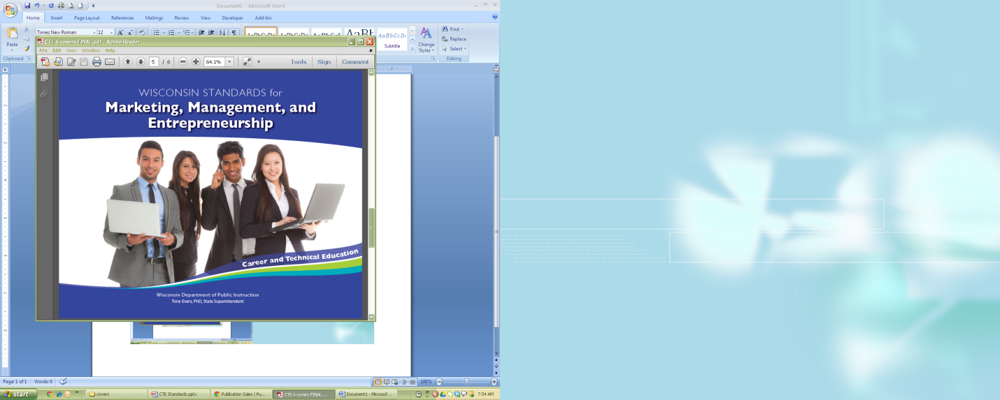 Document1 - Microsoft Word
Home Insert Page Layout References Mailings Review View Developer Add-Ins
Times New Roman 12
Paste
Clipboard
AaBbCcDc
Subtitle
Change
Styles
Find
Replace
Select
Editing
CTE 6 covers FINAL.pdf - Adobe Reader
File Edit View Window Help
5 / 6 64.1% Tools Sign Comment
WISCONSIN STANDARDS for
Marketing, Management, and
Entrepreneurship
Career and Technical Education
Wisconsin Department of Public Instruction
Tony Evers, PhD, State Superintendent
Page: 1 of 1 Words: 0 100%
start covers CTE Standards.pptx Publication Sales | Pu... CTE 6 covers FINAL.... Document1 - Microsof... 7:54 AM